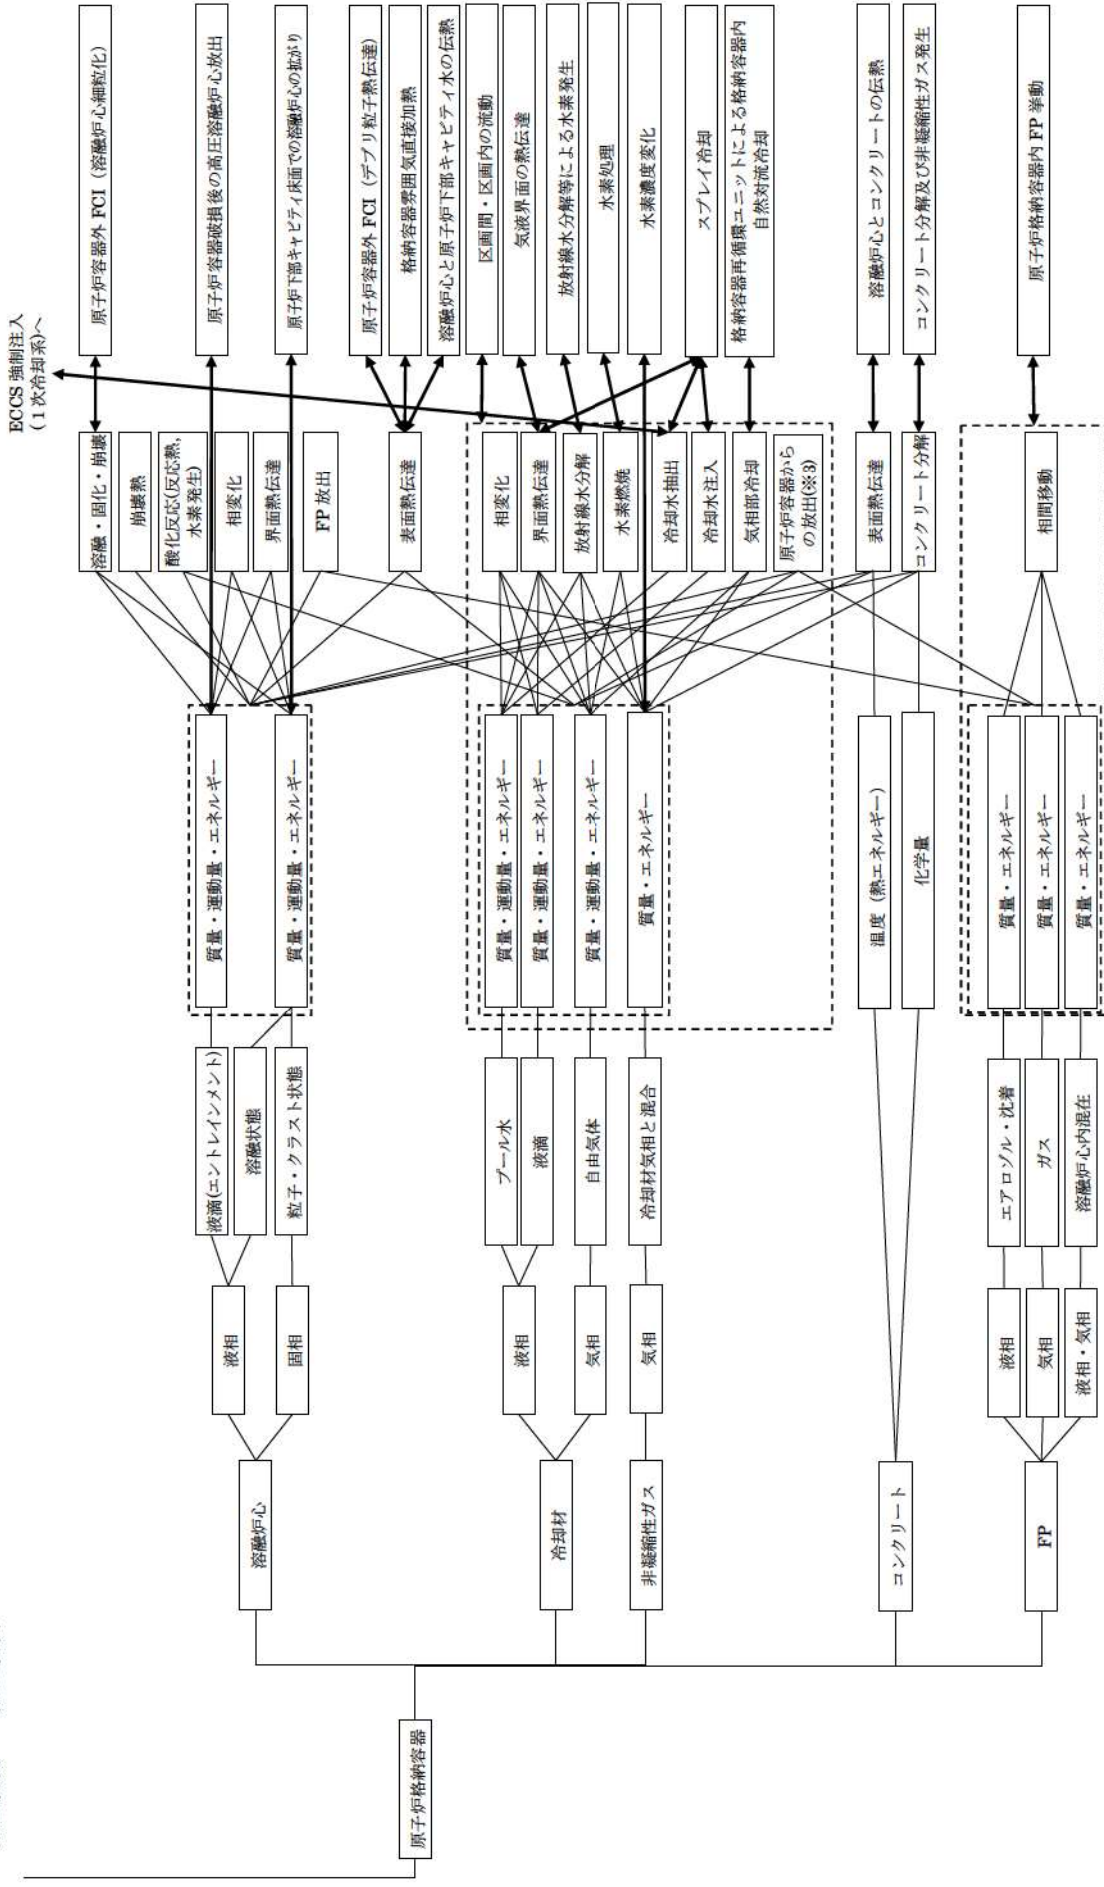 ECCS 強制注入
(1次冷却系)へ
原子炉容器外 FCI(溶融炉心細粒化)
原子炉容器破損後の高圧溶融炉心放出
原子炉下部キャビティ床面での溶融炉心の拡がり
原子炉容器外 FCI(デブリ粒子熱伝達)
格納容器雰囲気直接加熱
溶融炉心と原子炉下部キャビティ水の伝熱
区画間・区画内の流動
気液界面の熱伝達
放射線水分解等による水素発生
水素処理
水素濃度変化
スプレイ冷却
格納容器再循環ユニットによる格納容器内
自然対流冷却
溶融炉心とコンクリートの伝熱
コンクリート分解及び非凝縮性ガス発生
原子炉格納容器内 FP 挙動
溶融・固化・崩壊
崩壊熱
酸化反応(反応熱,
水素発生)
相変化
界面熱伝達
FP 放出
表面熱伝達
相変化
界面熱伝達
放射線水分解
水素燃焼
冷却水抽出
冷却水注入
気相部冷却
原子炉容器から
の放出(※3)
表面熱伝達
コンクリート分解
相間移動
質量・運動量・エネルギー
質量・運動量・エネルギー
質量・運動量・エネルギー
質量・運動量・エネルギー
質量・運動量・エネルギー
質量・エネルギー
温度(熱エネルギー)
化学量
質量・エネルギー
質量・エネルギー
質量・エネルギー
液滴(エントレインメント)
溶融状態
粒子・クラスト状態
プール水
液滴
自由気体
冷却材気相と混合
エアロゾル・沈着
ガス
溶融炉心内混在
液相
固相
液相
気相
気相
液相
気相
液相・気相
溶融炉心
冷却材
非凝縮性ガス
コンクリート
FP
原子炉格納容器